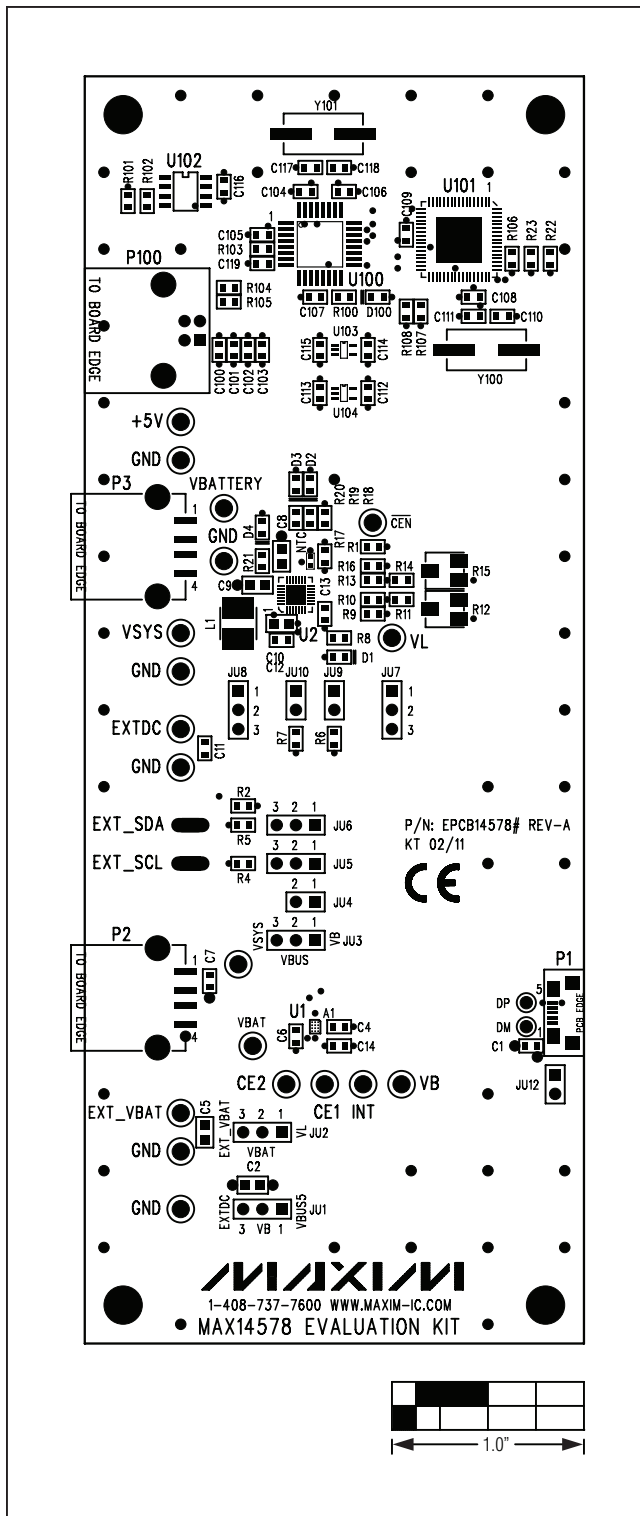 Y101
R101
R102
U102
C116
C117
C118
C104
C106
C109
U101
1
R106
R23
R22
C105
R103
C119
1
U100
P100
TO BOARD EDGE
R104
R105
C107
R100
D100
R108
R107
C108
C111
C110
Y100
C100
C101
C102
C103
C115
U103
C114
C113
U104
C112
+5V
GND
P3
TO BOARD EDGE
1
4
VBATTERY
GND
D3
D2
R20
R19
R18
CEN
D4
C8
NTC
R17
R21
R1
R16
R14
R13
R15
C9
C13
R10
R11
R12
R9
L1
1
U2
C10
C12
R8
D1
VL
VSYS
GND
JU8
1
2
3
JU10
JU9
JU7
1
2
3
R7
R6
EXTDC
C11
GND
R2
EXT_SDA
R5
3 2 1
JU6
P/N: EPCB14578# REV-A
KT 02/11
CE
EXT_SCL
R4
3 2 1
JU5
2 1
JU4
VSYS
3 2 1
VB
JU3
VBUS
P2
TO BOARD EDGE
1
4
C7
P1
5
1
PCB EDGE
DP
DM
C1
JU12
VBAT
U1
A1
C6
C4
C14
CE2
CE1
INT
VB
EXT_VBAT
C5
EXT_VBAT
3 2 1
VL
JU2
VBAT
GND
C2
GND
EXTDC
3 VB 1
VBUS5
JU1
MAXIM
1-408-737-7600 WWW.MAXIM-IC.COM
MAX14578 EVALUATION KIT
1.0"